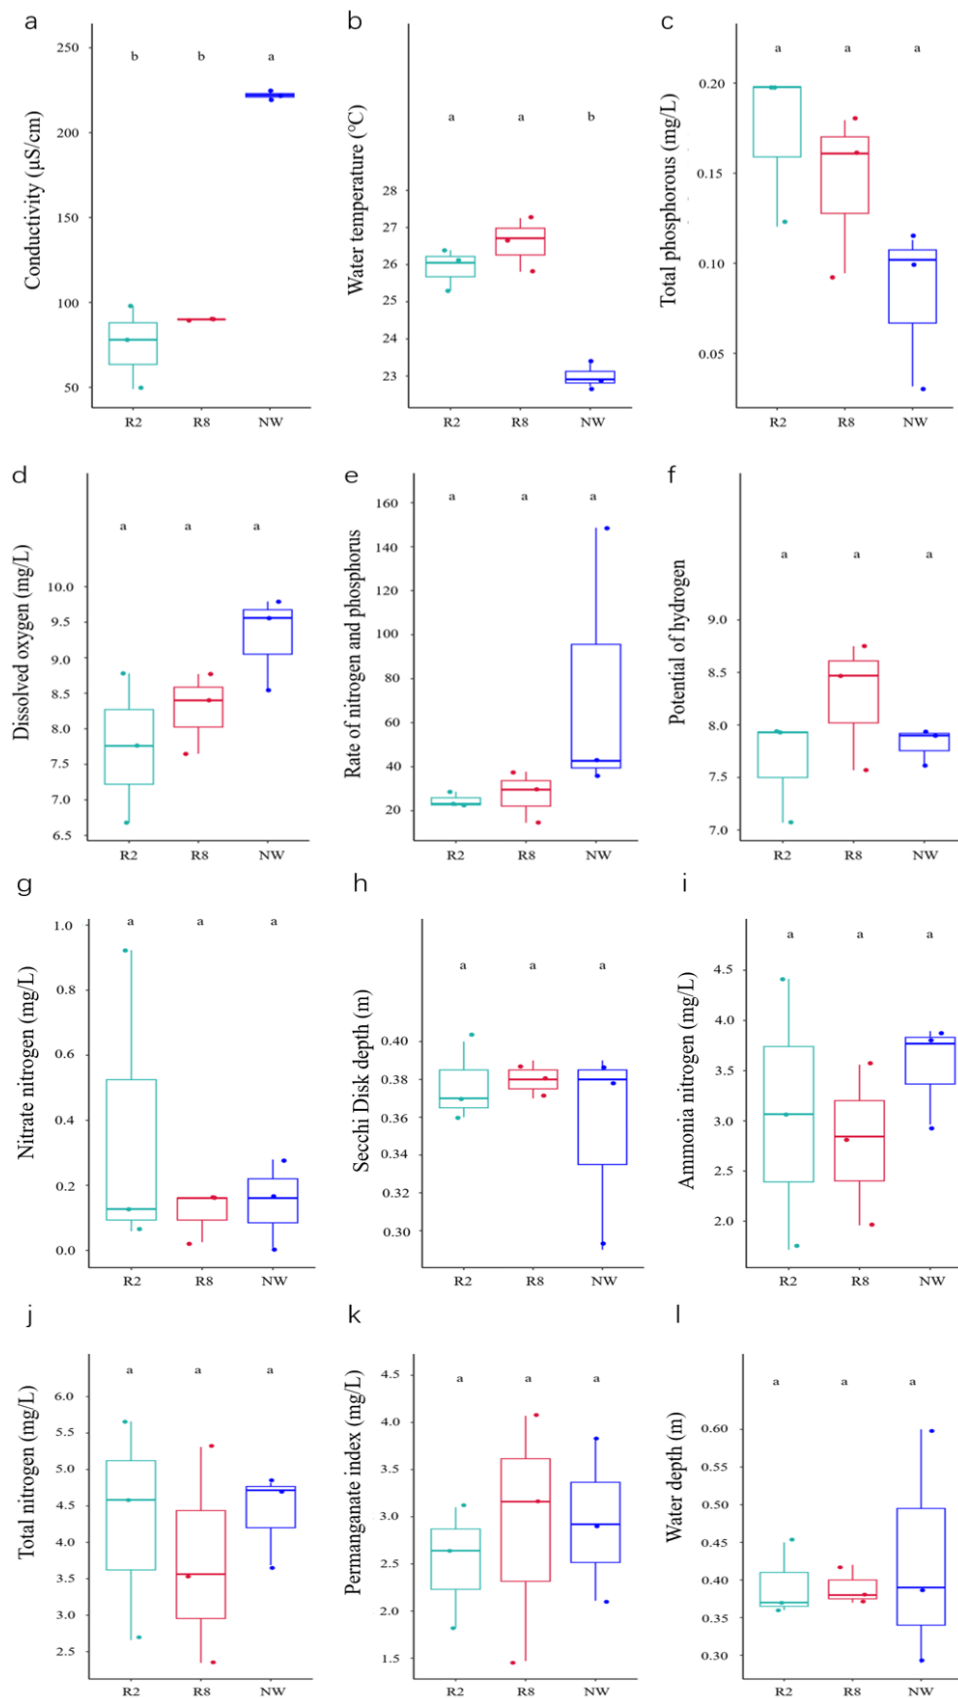 a
Conductivity (μS/cm)
250
200
150
100
50
b b a
R2 R8 NW
b
Water temperature (℃)
28
27
26
25
24
23
a a b
R2 R8 NW
c
Total phosphorous (mg/L)
0.20
0.15
0.10
0.05
a a a
R2 R8 NW
d
Dissolved oxygen (mg/L)
10.0
9.5
9.0
8.5
8.0
7.5
7.0
6.5
a a a
R2 R8 NW
e
Rate of nitrogen and phosphorus
160
140
120
100
80
60
40
20
a a a
R2 R8 NW
f
Potential of hydrogen
9.0
8.5
8.0
7.5
7.0
a a a
R2 R8 NW
g
Nitrate nitrogen (mg/L)
1.0
0.8
0.6
0.4
0.2
0.0
a a a
R2 R8 NW
h
Secchi Disk depth (m)
0.40
0.38
0.36
0.34
0.32
0.30
a a a
R2 R8 NW
i
Ammonia nitrogen (mg/L)
4.5
4.0
3.5
3.0
2.5
2.0
a a a
R2 R8 NW
j
Total nitrogen (mg/L)
6.0
5.5
5.0
4.5
4.0
3.5
3.0
2.5
a a a
R2 R8 NW
k
Permanganate index (mg/L)
4.5
4.0
3.5
3.0
2.5
2.0
1.5
a a a
R2 R8 NW
l
Water depth (m)
0.60
0.55
0.50
0.45
0.40
0.35
0.30
a a a
R2 R8 NW